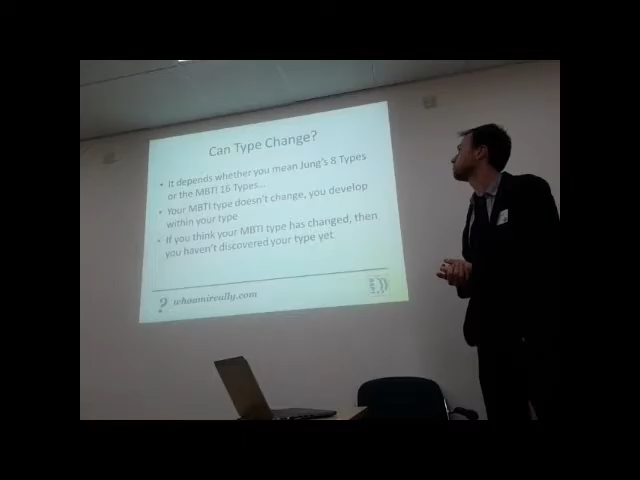 Can Type Change?
• It depends whether you mean Jung's 8 Types
or the MBTI 16 Types...
• Your MBTI type doesn't change, you develop
within your type
• If you think your MBTI type has changed, then
you haven't discovered your type yet.
? whoamireally.com